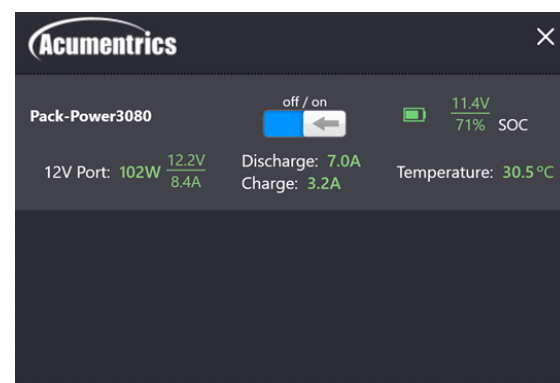 Acumentrics
off / on
Pack-Power3080
11.4V
71% SOC
12V Port: 102W 12.2V
8.4A
Discharge: 7.0A
Charge: 3.2A
Temperature: 30.5 °C